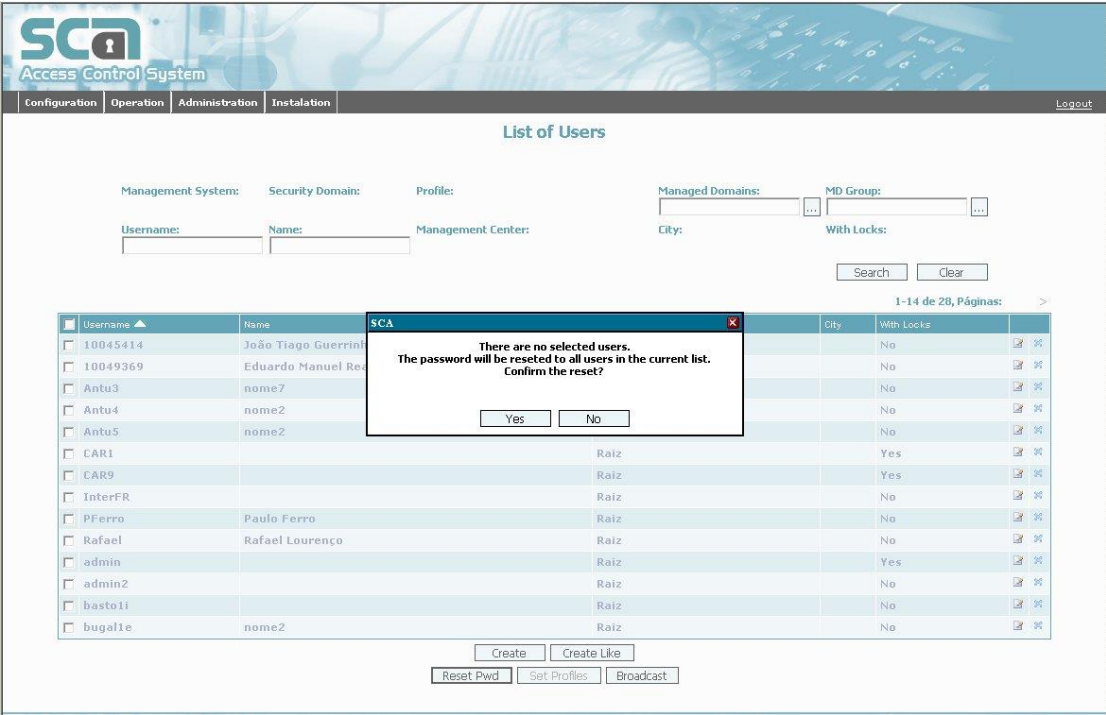 sca
Access Control System
Configuration Operation Administration Instalation Logout
List of Users
Management System: Security Domain: Profile: Managed Domains: MD Group:
... ...
Username: Name: Management Center: City: With Locks:
Search Clear
1-14 de 28, Páginas: >
Username Name City With Locks
SCA
There are no selected users.
The password will be reseted to all users in the current list.
Confirm the reset?
Yes No
10045414 João Tiago Guerrinh No
10049369 Eduardo Manuel Rea No
Antu3 nome7 No
Antu4 nome2 No
Antu5 nome2 No
CAR1 Raiz Yes
CAR9 Raiz Yes
InterFR Raiz No
PFerro Paulo Ferro Raiz No
Rafael Rafael Lourenço Raiz No
admin Raiz Yes
admin2 Raiz No
basto1i Raiz No
bugal1e nome2 Raiz No
Create Create Like
Reset Pwd Set Profiles Broadcast